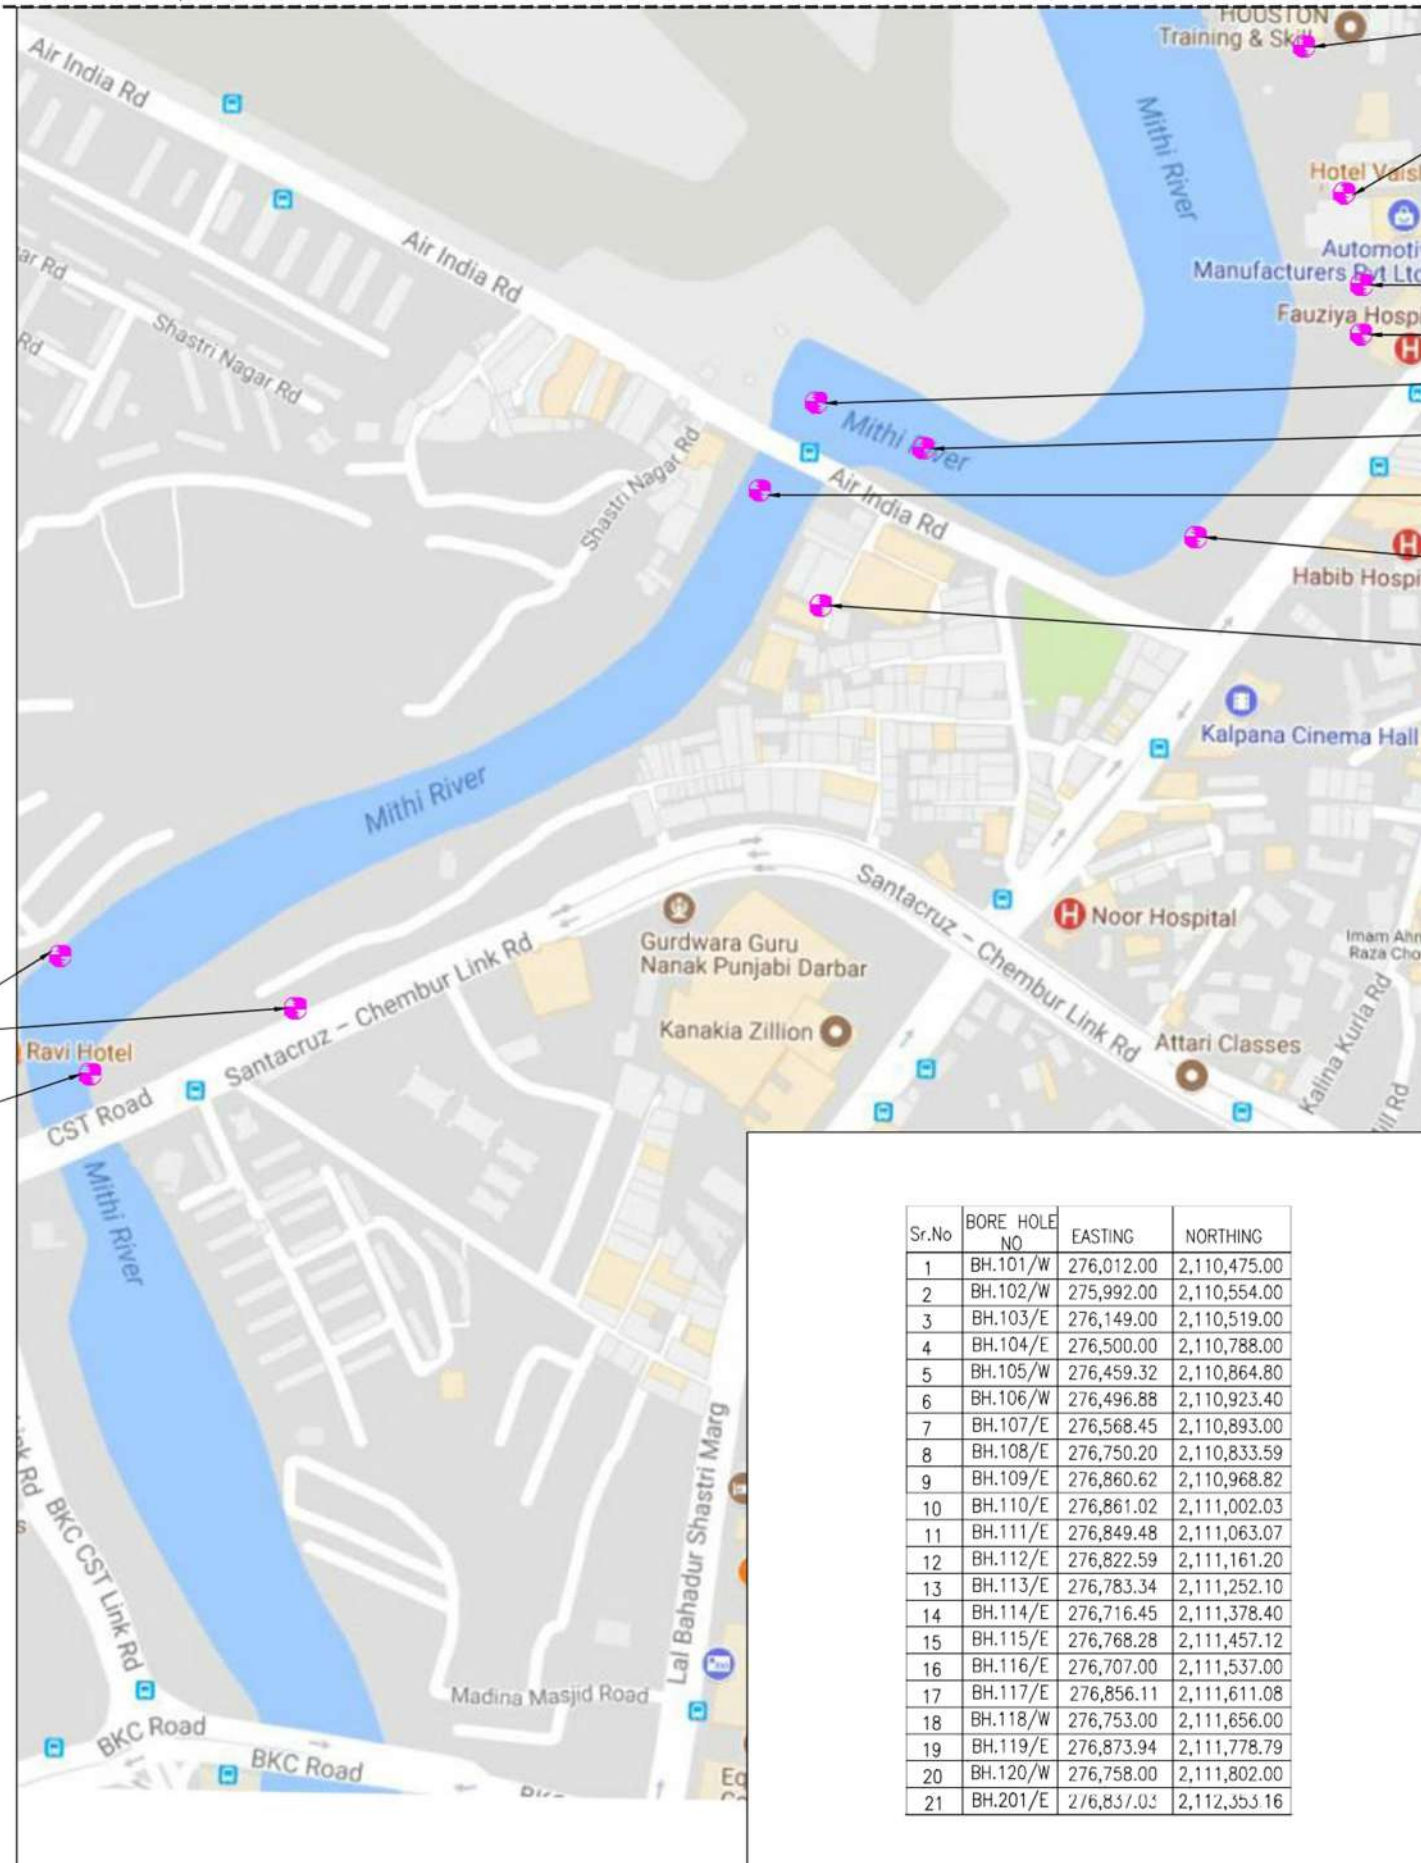 HOUSTON
Training & Skill
Air India Rd
Mithi River
Hotel Vaish
Automoti
Manufacturers Pvt Ltd
Fauziya Hospi
Air India Rd
ar Rd
Rd
Shastri Nagar Rd
Mithi River
Shastri Nagar Rd
Air India Rd
Habib Hospi
Kalpana Cinema Hall
Mithi River
Santacruz - Chembur Link Rd
Noor Hospital
Gurdwara Guru
Nanak Punjabi Darbar
Imam Ahm
Raza Cho
Kanakia Zillion
Santacruz - Chembur Link Rd
Attari Classes
Kalina Kurla Rd
Ravi Hotel
CST Road
Mithi River
Lal Bahadur Shastri Marg
BKC CST Link Rd
Madina Masjid Road
BKC Road
BKC Road
Sr.No BORE HOLE NO EASTING NORTHING
1 BH.101/W 276,012.00 2,110,475.00
2 BH.102/W 275,992.00 2,110,554.00
3 BH.103/E 276,149.00 2,110,519.00
4 BH.104/E 276,500.00 2,110,788.00
5 BH.105/W 276,459.32 2,110,864.80
6 BH.106/W 276,496.88 2,110,923.40
7 BH.107/E 276,568.45 2,110,893.00
8 BH.108/E 276,750.20 2,110,833.59
9 BH.109/E 276,860.62 2,110,968.82
10 BH.110/E 276,861.02 2,111,002.03
11 BH.111/E 276,849.48 2,111,063.07
12 BH.112/E 276,822.59 2,111,161.20
13 BH.113/E 276,783.34 2,111,252.10
14 BH.114/E 276,716.45 2,111,378.40
15 BH.115/E 276,768.28 2,111,457.12
16 BH.116/E 276,707.00 2,111,537.00
17 BH.117/E 276,856.11 2,111,611.08
18 BH.118/W 276,753.00 2,111,656.00
19 BH.119/E 276,873.94 2,111,778.79
20 BH.120/W 276,758.00 2,111,802.00
21 BH.201/E 276,837.03 2,112,353.16